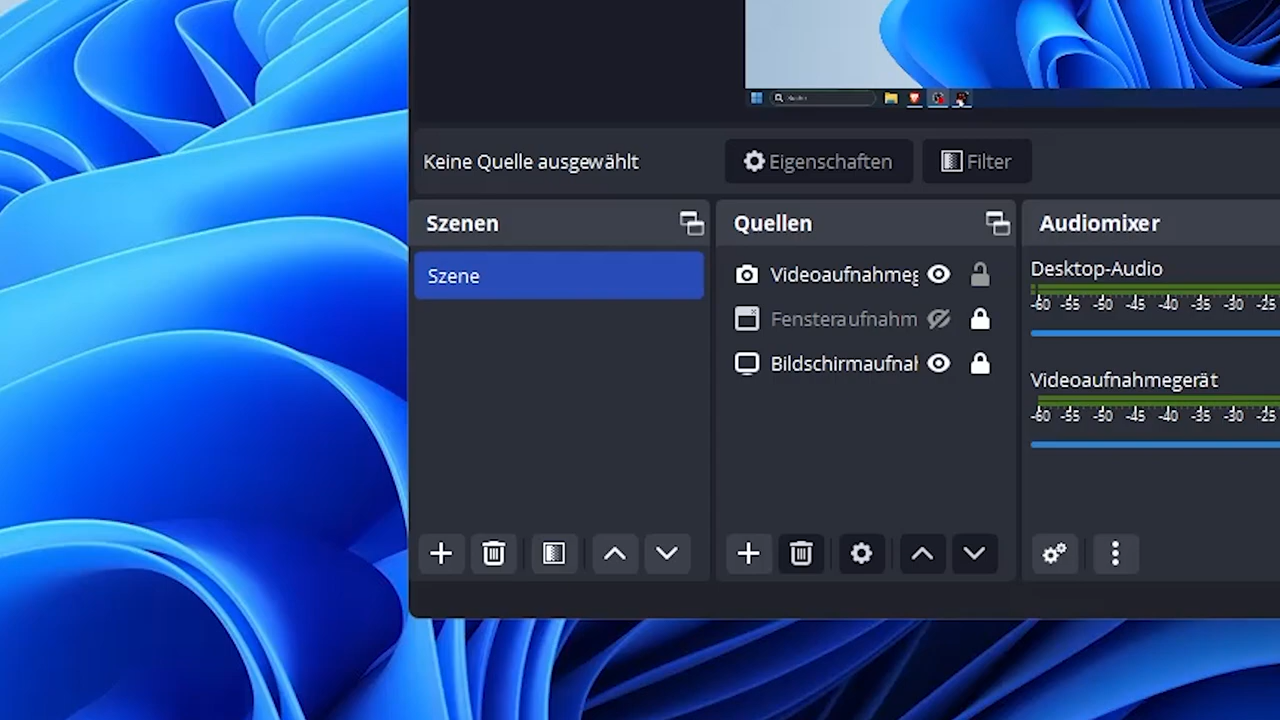 Keine Quelle ausgewählt
Eigenschaften
Filter
Szenen
Quellen
Audiomixer
Szene
Videoaufnahmeg
Fensteraufnahm
Bildschirmaufnah
Desktop-Audio
-60 -55 -50 -45 -40 -35 -30 -25
Videoaufnahmegerät
-60 -55 -50 -45 -40 -35 -30 -25